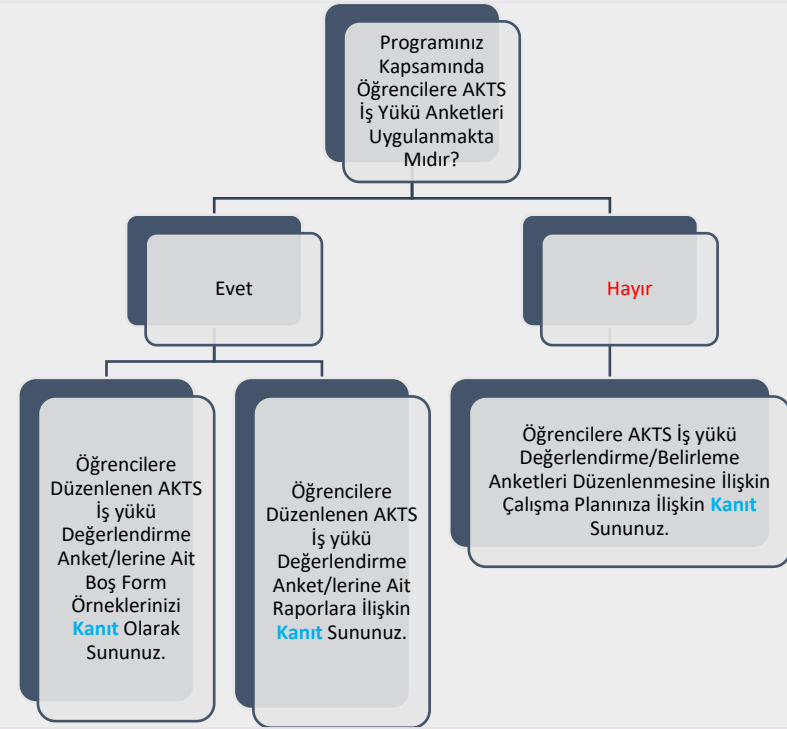 Programınız
Kapsamında
Öğrencilere AKTS
İş Yükü Anketleri
Uygulanmakta
Mıdır?
Evet
Hayır
Öğrencilere
Düzenlenen AKTS
İş yükü
Değerlendirme
Anket/lerine Ait
Boş Form
Örneklerinizi
Kanıt Olarak
Sununuz.
Öğrencilere
Düzenlenen AKTS
İş yükü
Değerlendirme
Anket/lerine Ait
Raporlara İlişkin
Kanıt Sununuz.
Öğrencilere AKTS İş yükü
Değerlendirme/Belirleme
Anketleri Düzenlenmesine İlişkin
Çalışma Planınıza İlişkin Kanıt
Sununuz.